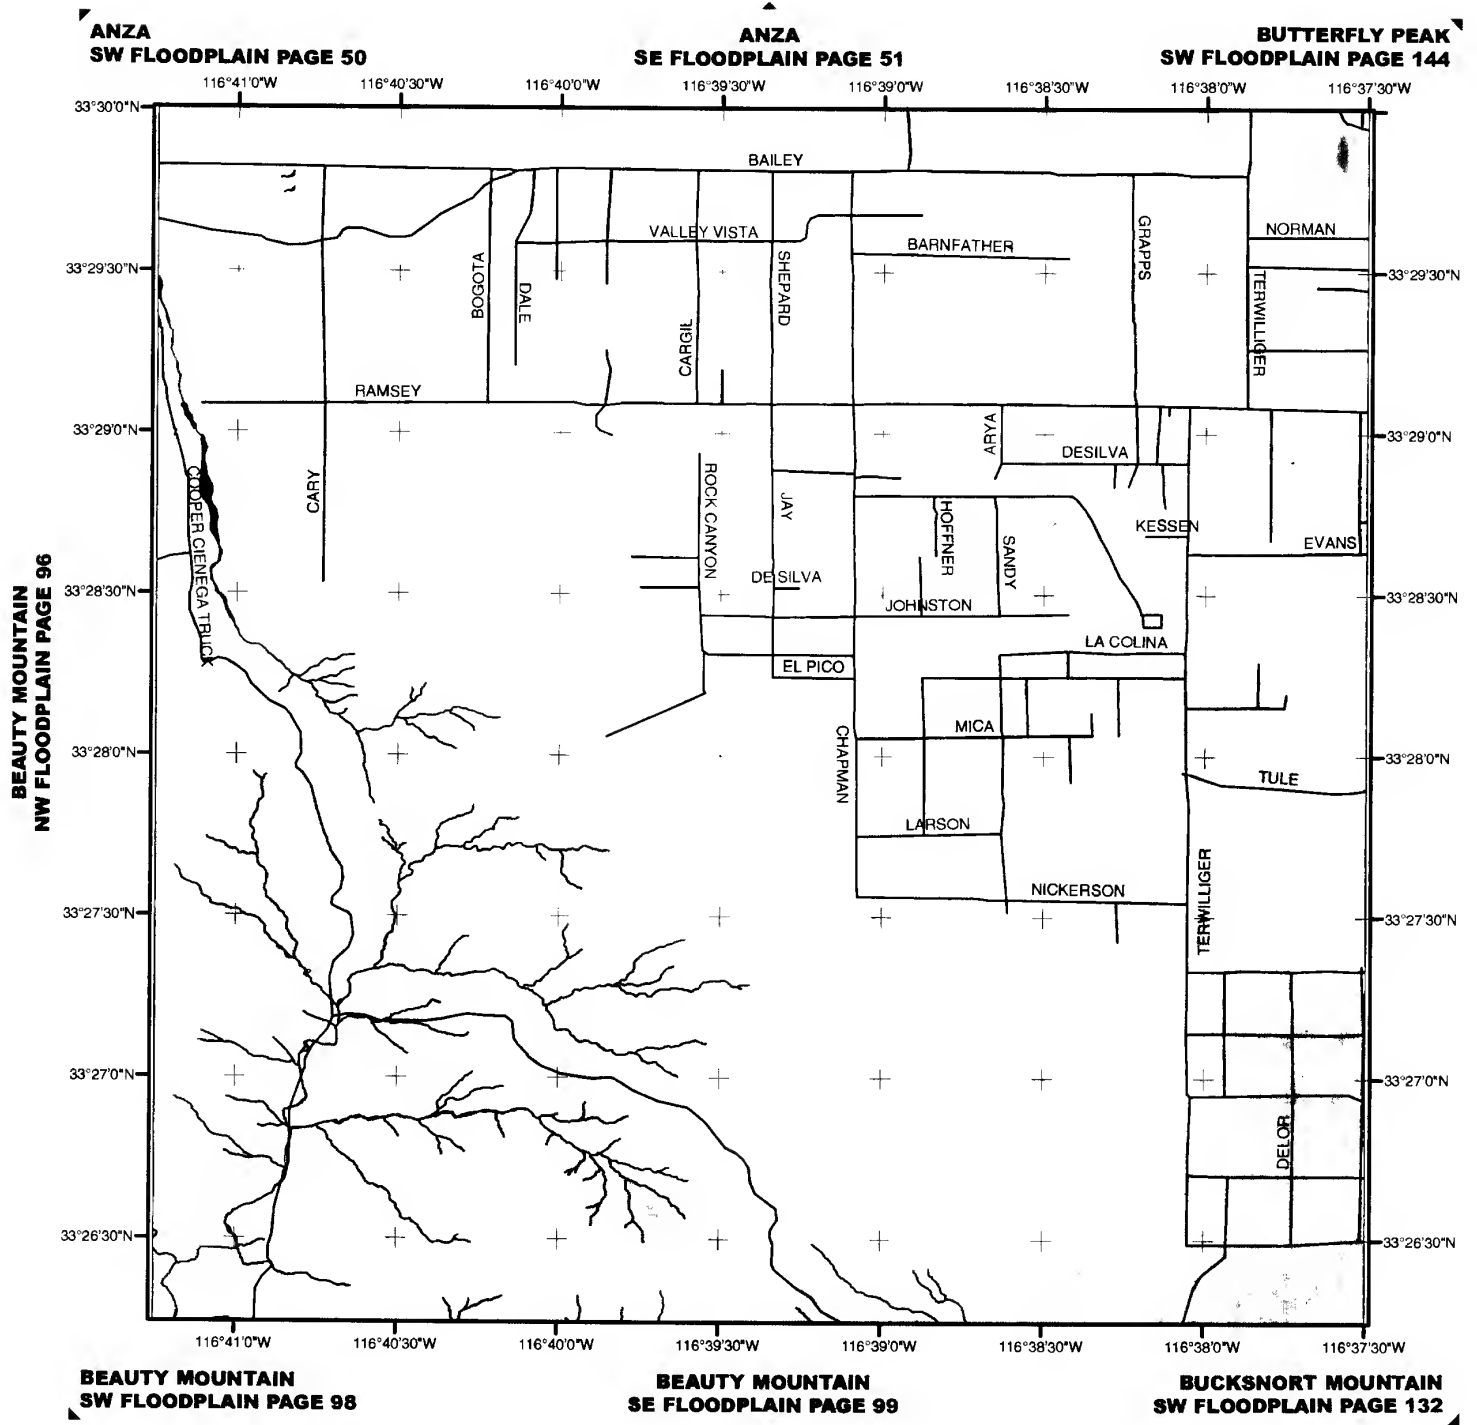 ANZA
SW FLOODPLAIN PAGE 50
ANZA
SE FLOODPLAIN PAGE 51
BUTTERFLY PEAK
SW FLOODPLAIN PAGE 144
116°41'0"W
116°40'30"W
116°40'0"W
116°39'30"W
116°39'0"W
116°38'30"W
116°38'0"W
116°37'30"W
33°30'0"N
BAILEY
VALLEY VISTA
BARNFATHER
GRAPPS
NORMAN
33°29'30"N
33°29'30"N
BOGOTA
DALE
CARGIL
SHEPARD
TERWILLIGER
RAMSEY
33°29'0"N
33°29'0"N
ARYA
DESILVA
COOPER CIENEGA TRUCK
CARY
ROCK CANYON
JAY
HOFFNER
SANDY
KESSEN
EVANS
33°28'30"N
33°28'30"N
DE SILVA
JOHNSTON
LA COLINA
EL PICO
BEAUTY MOUNTAIN
NW FLOODPLAIN PAGE 96
33°28'0"N
33°28'0"N
MICA
CHAPMAN
TULE
LARSON
NICKERSON
TERWILLIGER
33°27'30"N
33°27'30"N
33°27'0"N
33°27'0"N
DELOR
33°26'30"N
33°26'30"N
116°41'0"W
116°40'30"W
116°40'0"W
116°39'30"W
116°39'0"W
116°38'30"W
116°38'0"W
116°37'30"W
BEAUTY MOUNTAIN
SW FLOODPLAIN PAGE 98
BEAUTY MOUNTAIN
SE FLOODPLAIN PAGE 99
BUCKSNORT MOUNTAIN
SW FLOODPLAIN PAGE 132